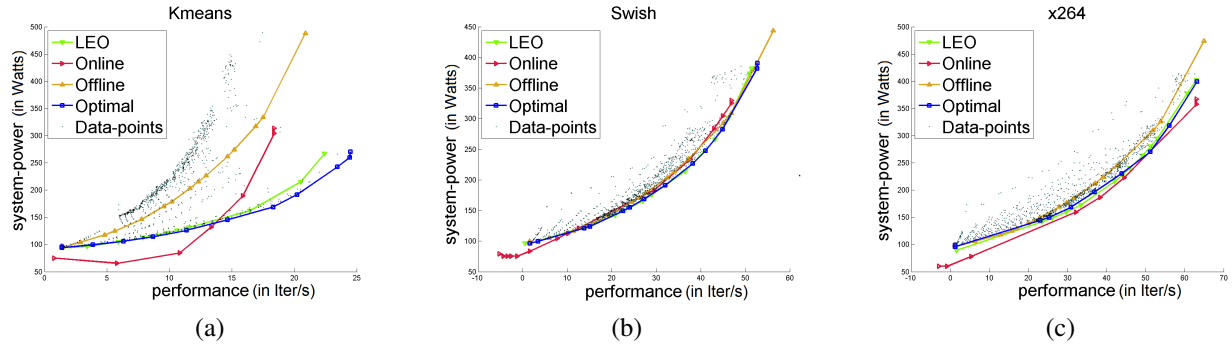 Kmeans
system-power (in Watts)
500
450
400
350
300
250
200
150
100
50
LEO
Online
Offline
Optimal
Data-points
0
5
10
15
20
25
performance (in Iter/s)
(a)
Swish
system-power (in Watts)
500
450
400
350
300
250
200
150
100
50
LEO
Online
Offline
Optimal
Data-points
-10
0
10
20
30
40
50
60
70
performance (in Iter/s)
(b)
x264
system-power (in Watts)
500
450
400
350
300
250
200
150
100
50
LEO
Online
Offline
Optimal
Data-points
-10
0
10
20
30
40
50
60
70
performance (in Iter/s)
(c)